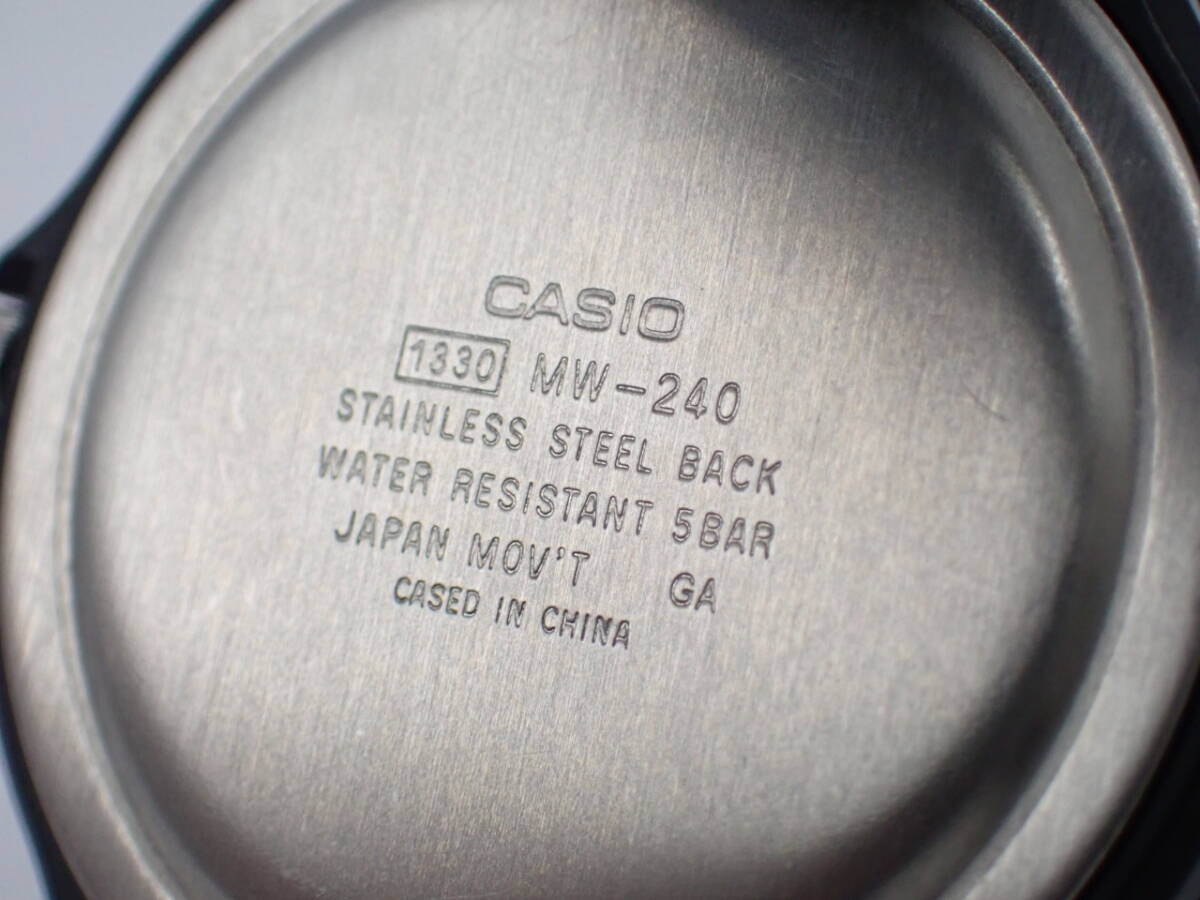 CASIO
1330 MW-240
STAINLESS STEEL BACK
WATER RESISTANT 5BAR
JAPAN MOV'T GA
CASED IN CHINA